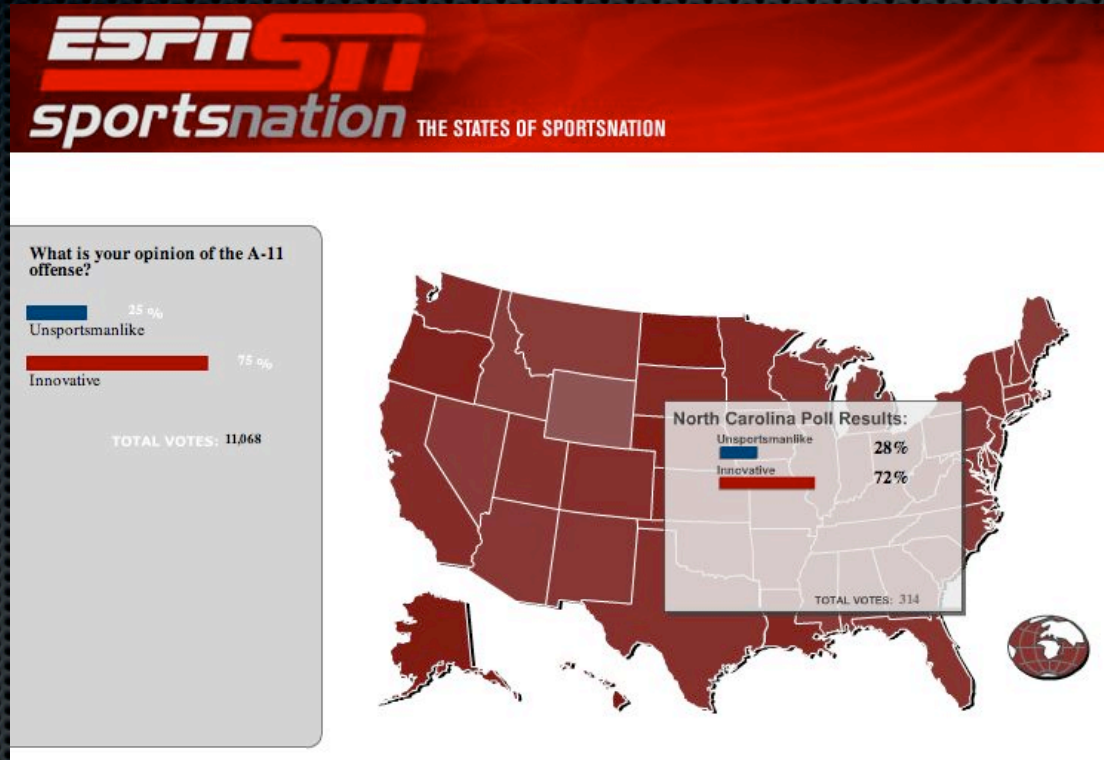 ESPN SN
sportsnation THE STATES OF SPORTSNATION
What is your opinion of the A-11
offense?
25 %
Unsportsmanlike
75 %
Innovative
TOTAL VOTES: 11,068
North Carolina Poll Results:
Unsportsmanlike
28%
Innovative
72%
TOTAL VOTES: 314